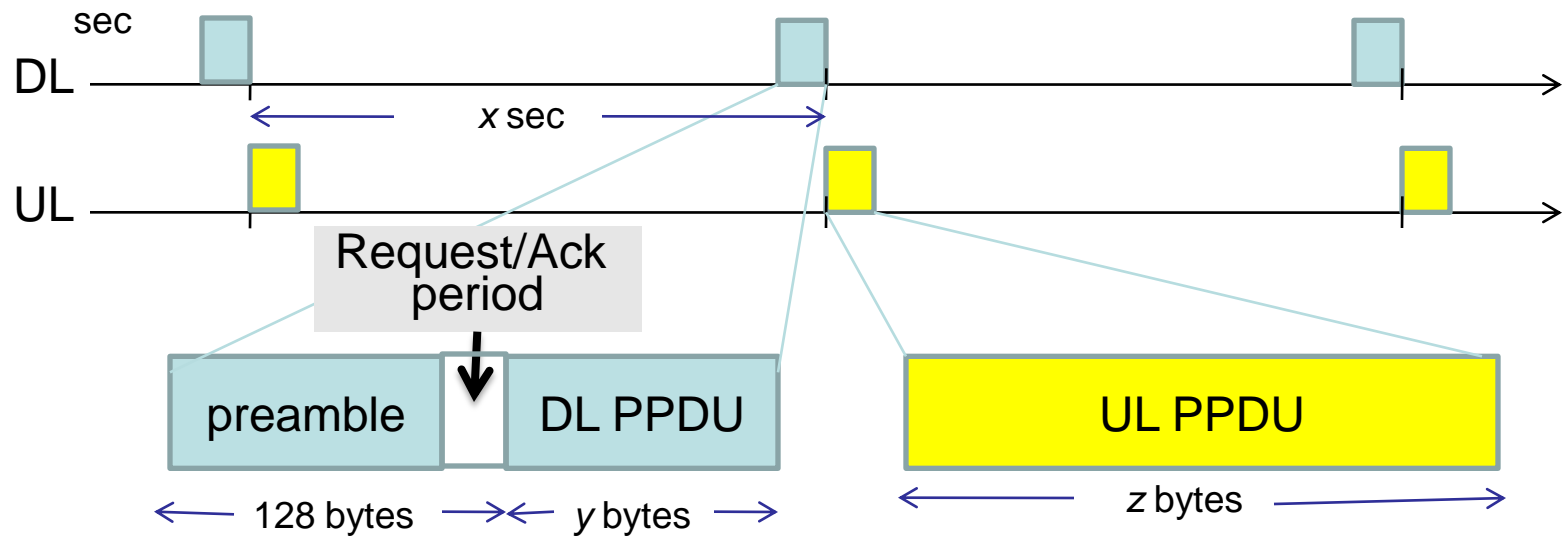 sec
DL
x sec
UL
Request/Ack
period
preamble
DL PPDU
UL PPDU
128 bytes
y bytes
z bytes